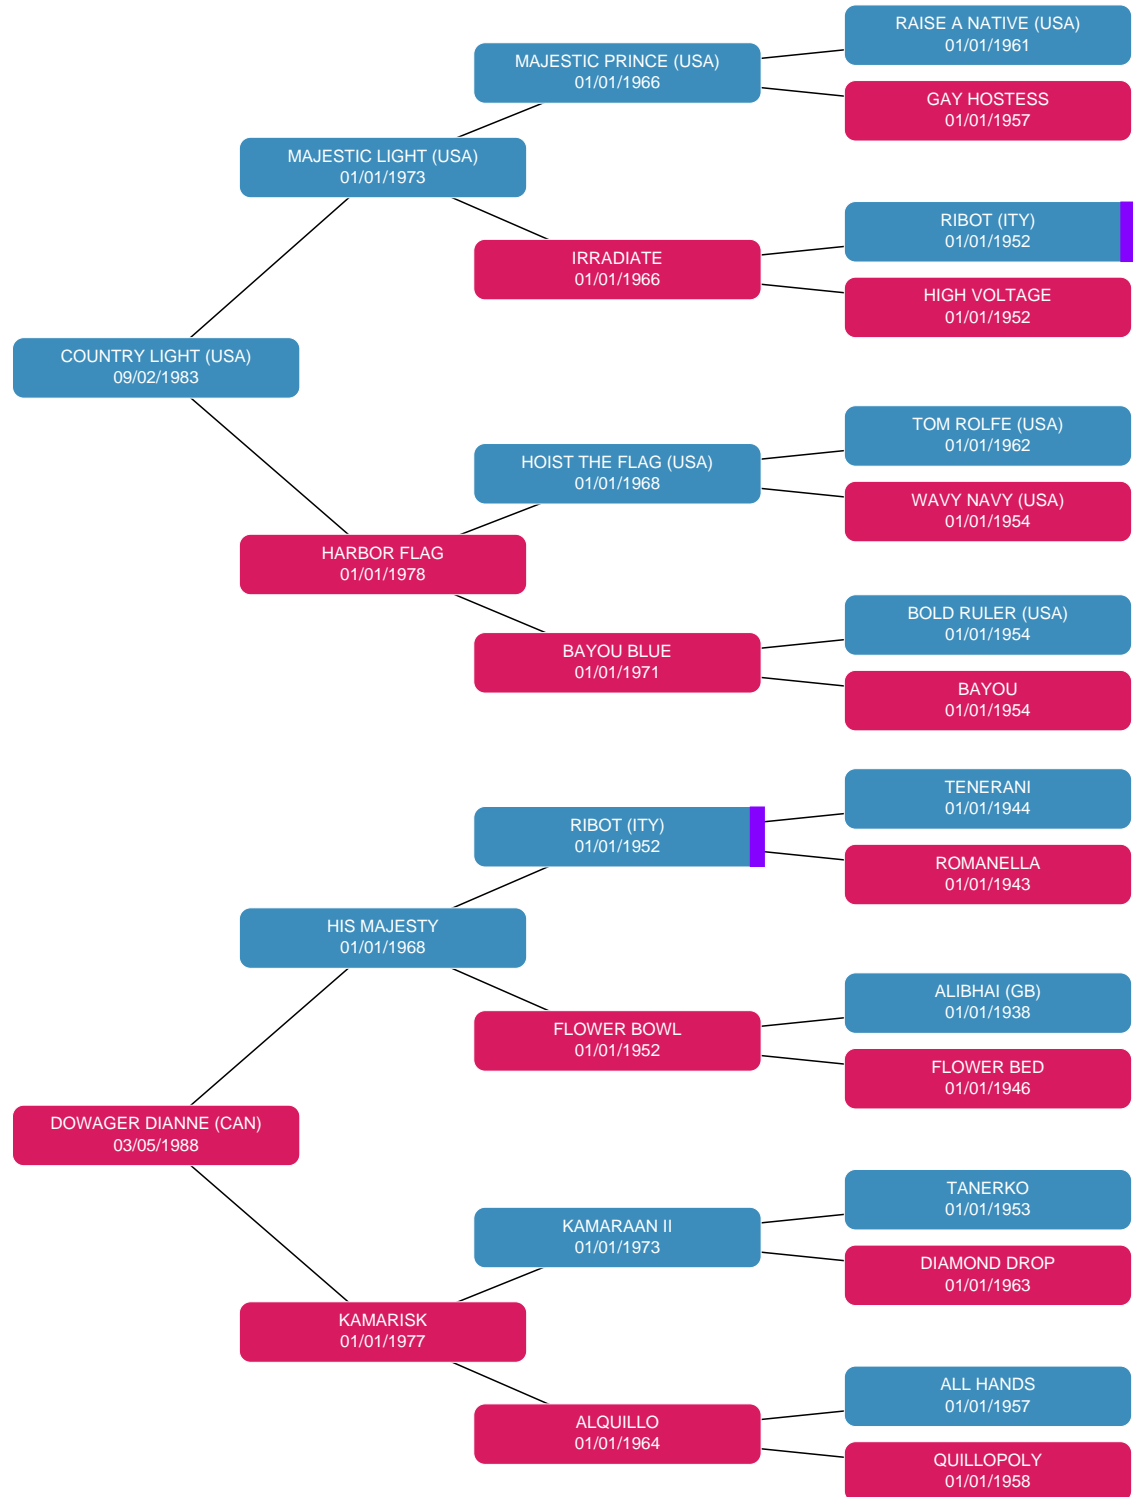 RAISE A NATIVE (USA)
01/01/1961
MAJESTIC PRINCE (USA)
01/01/1966
GAY HOSTESS
01/01/1957
MAJESTIC LIGHT (USA)
01/01/1973
RIBOT (ITY)
01/01/1952
IRRADIATE
01/01/1966
HIGH VOLTAGE
01/01/1952
COUNTRY LIGHT (USA)
09/02/1983
TOM ROLFE (USA)
01/01/1962
HOIST THE FLAG (USA)
01/01/1968
WAVY NAVY (USA)
01/01/1954
HARBOR FLAG
01/01/1978
BOLD RULER (USA)
01/01/1954
BAYOU BLUE
01/01/1971
BAYOU
01/01/1954
TENERANI
01/01/1944
RIBOT (ITY)
01/01/1952
ROMANELLA
01/01/1943
HIS MAJESTY
01/01/1968
ALIBHAI (GB)
01/01/1938
FLOWER BOWL
01/01/1952
FLOWER BED
01/01/1946
DOWAGER DIANNE (CAN)
03/05/1988
TANERKO
01/01/1953
KAMARAAN II
01/01/1973
DIAMOND DROP
01/01/1963
KAMARISK
01/01/1977
ALL HANDS
01/01/1957
ALQUILLO
01/01/1964
QUILLOPOLY
01/01/1958